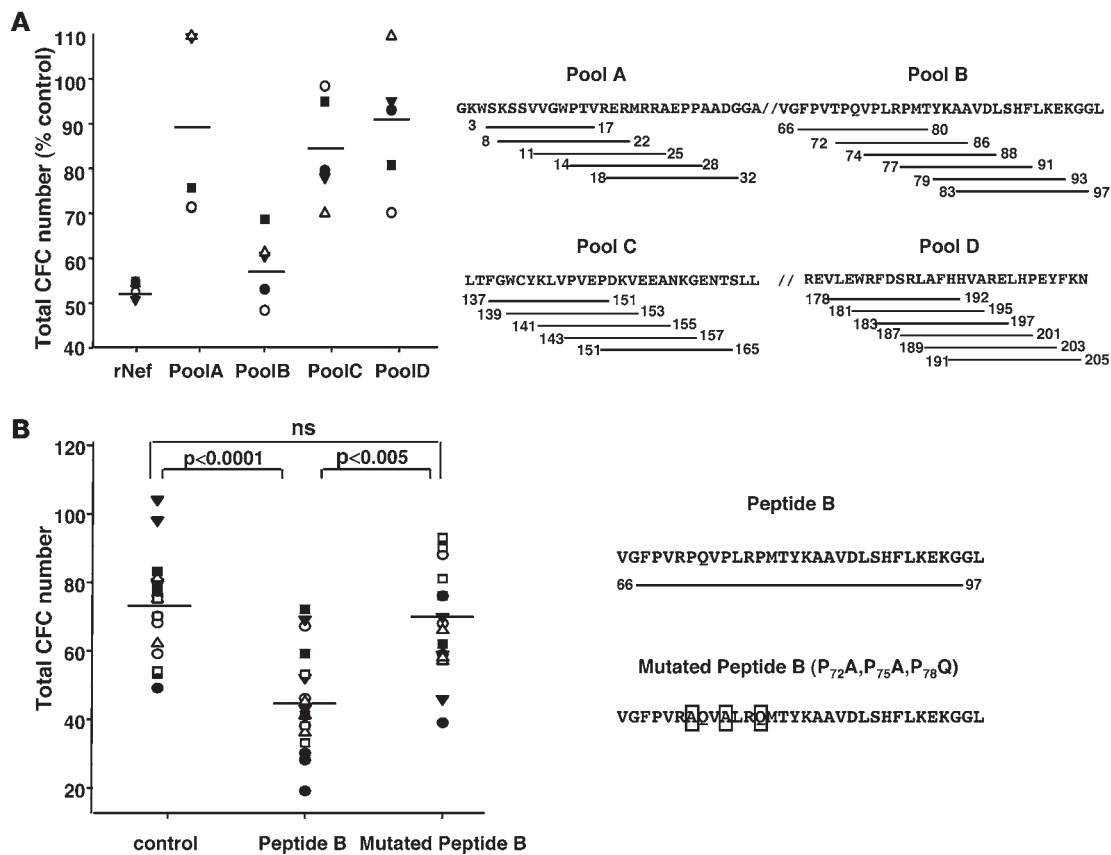 A
Total CFC number (% control)
110
100
90
80
70
60
50
40
rNef PoolA PoolB PoolC PoolD
Pool A
GKWSKSSVVGWPTVRERMRRAEPPAADGGA//
3 17
8 22
11 25
14 28
18 32
Pool B
VGFPVTPQVPLRPMTYKAAVDLSHFLKEKGGL
66 80
72 86
74 88
77 91
79 93
83 97
Pool C
LTFGWCYKLVPVEPDKVEEANKGENTSLL //
137 151
139 153
141 155
143 157
151 165
Pool D
REVLEWRFDSRLAFHHVARELHPEYFKN
178 192
181 195
183 197
187 201
189 203
191 205
B
Total CFC number
120
100
80
60
40
20
ns
p<0.0001 p<0.005
control Peptide B Mutated Peptide B
Peptide B
VGFPVRPQVPLRPMTYKAAVDLSHFLKEKGGL
66 97
Mutated Peptide B (P72A,P75A,P78Q)
VGFPVRAQVALRQMTYKAAVDLSHFLKEKGGL